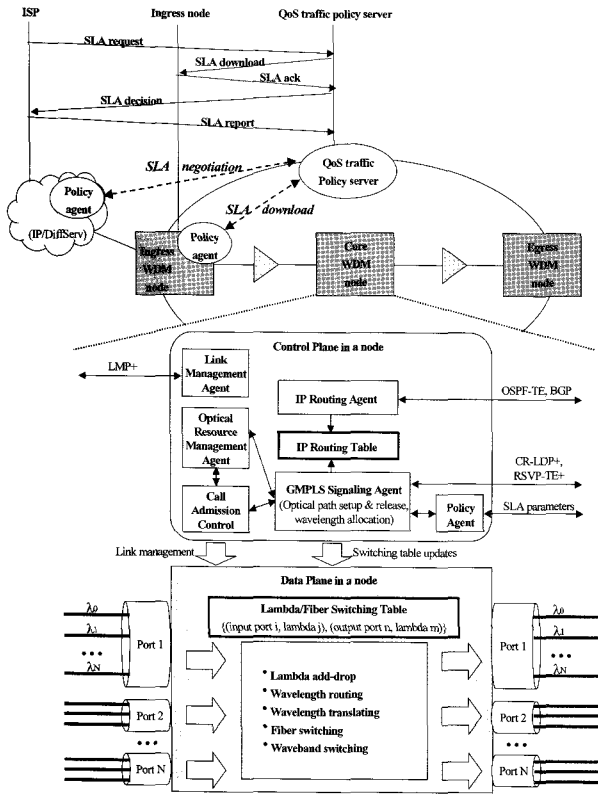 ISP
Ingress node
QoS traffic policy server
SLA request
SLA download
SLA ack
SLA decision
SLA report
SLA negotiation
QoS traffic
Policy server
Policy
agent
SLA download
(IP/DiffServ)
Policy
agent
Ingress
WDM
node
Core
WDM
node
Egress
WDM
node
Control Plane in a node
LMP+
Link
Management
Agent
IP Routing Agent
OSPF-TE, BGP
Optical
Resource
Management
Agent
IP Routing Table
CR-LDP+,
RSVP-TE+
GMPLS Signaling Agent
(Optical path setup & release,
wavelength allocation)
Call
Admission
Control
Policy
Agent
SLA parameters
Link management
Switching table updates
Data Plane in a node
Lambda/Fiber Switching Table
{(input port i, lambda j), (output port n, lambda m)}
λ0
λ1
•••
λN
Port 1
Port 2
•••
Port N
• Lambda add-drop
• Wavelength routing
• Wavelength translating
• Fiber switching
• Waveband switching
Port 1
λ0
λ1
•••
λN
Port 2
•••
Port N